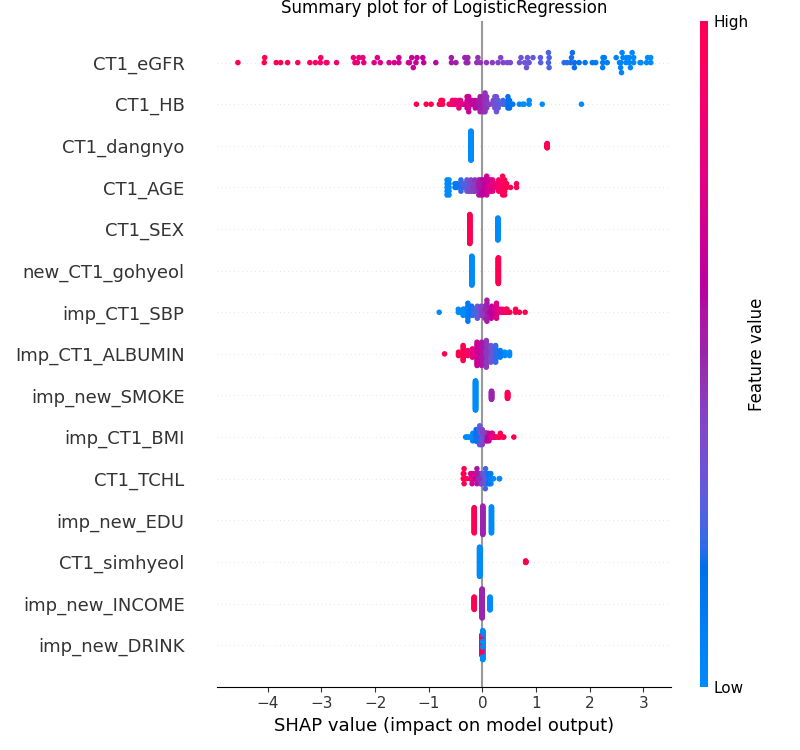 Summary plot for of LogisticRegression
High
CT1_eGFR
CT1_HB
CT1_dangnyo
CT1_AGE
CT1_SEX
new_CT1_gohyeol
imp_CT1_SBP
Imp_CT1_ALBUMIN
imp_new_SMOKE
imp_CT1_BMI
CT1_TCHL
imp_new_EDU
CT1_simhyeol
imp_new_INCOME
imp_new_DRINK
Feature value
Low
−4 −3 −2 −1 0 1 2 3
SHAP value (impact on model output)